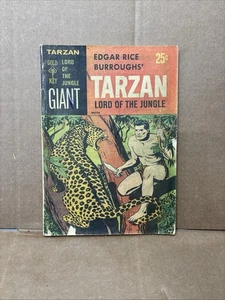 TARZAN
GOLD KEY
LORD
OF THE
JUNGLE
GIANT
EDGAR RICE
BURROUGHS'
25¢
TARZAN
LORD OF THE JUNGLE